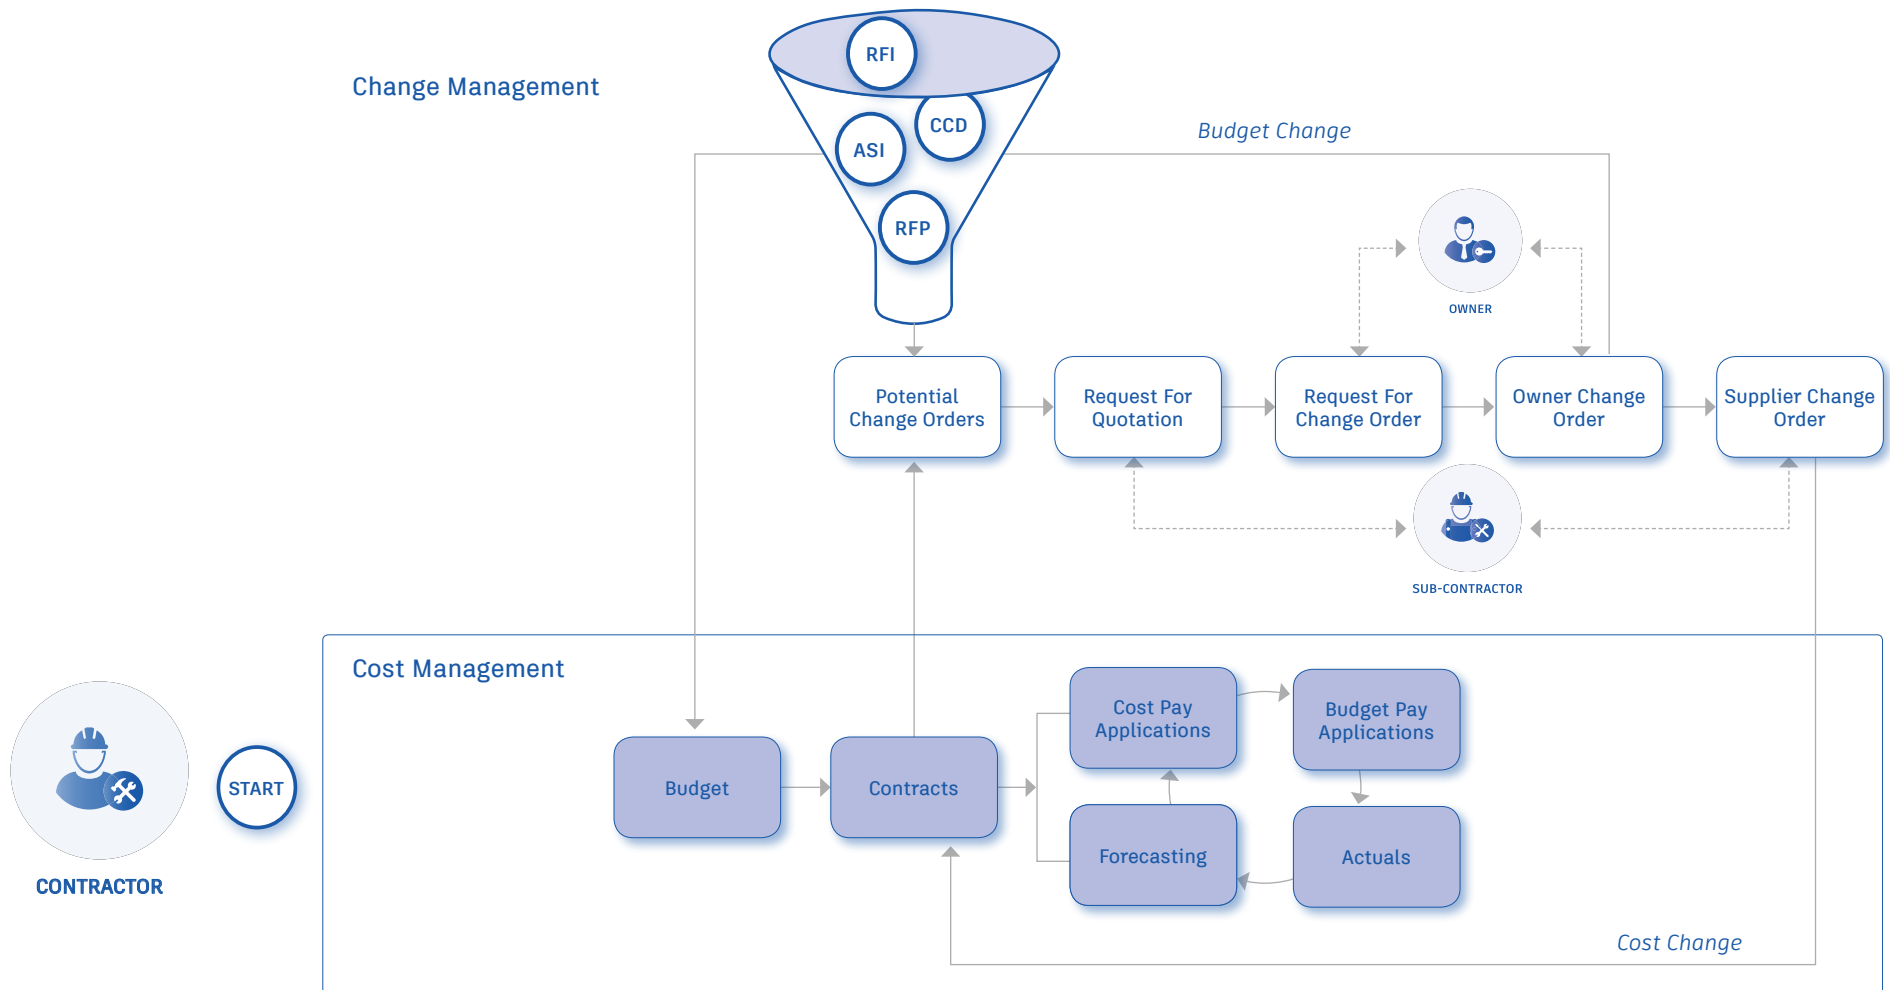 RFI
Change Management
CCD
Budget Change
ASI
RFP
OWNER
Potential
Change Orders
Request For
Quotation
Request For
Change Order
Owner Change
Order
Supplier Change
Order
SUB-CONTRACTOR
Cost Management
Cost Pay
Applications
Budget Pay
Applications
START
Budget
Contracts
Forecasting
Actuals
CONTRACTOR
Cost Change